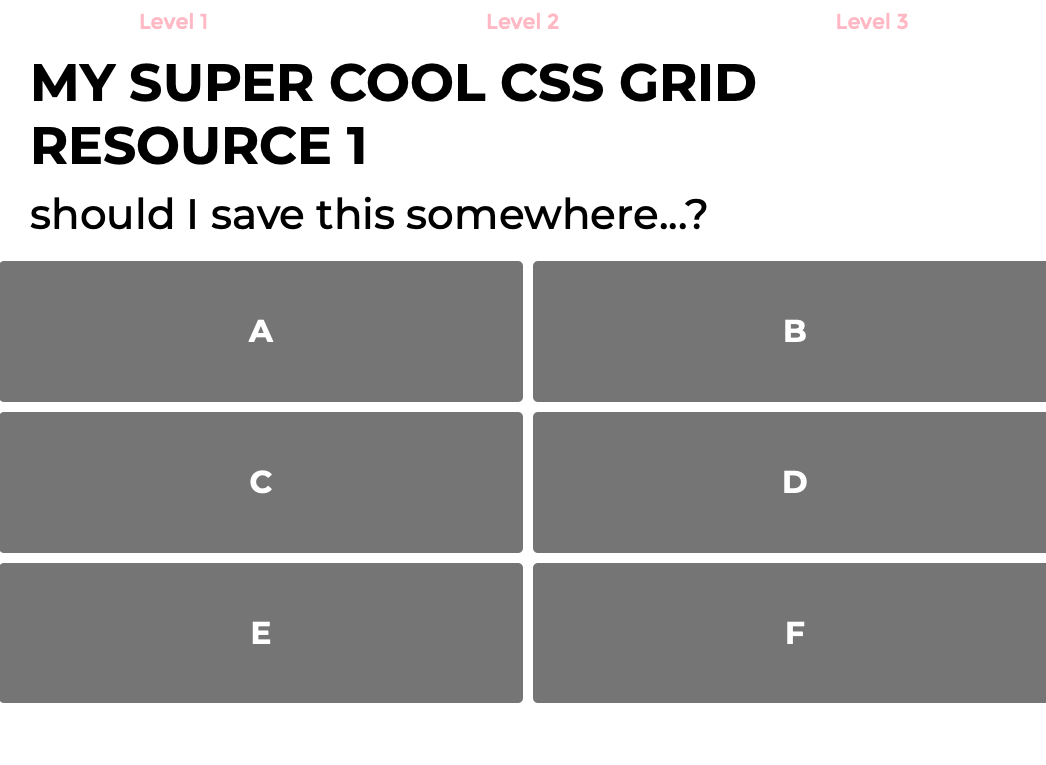 Level 1 Level 2 Level 3
MY SUPER COOL CSS GRID
RESOURCE 1
should I save this somewhere...?
A B
C D
E F